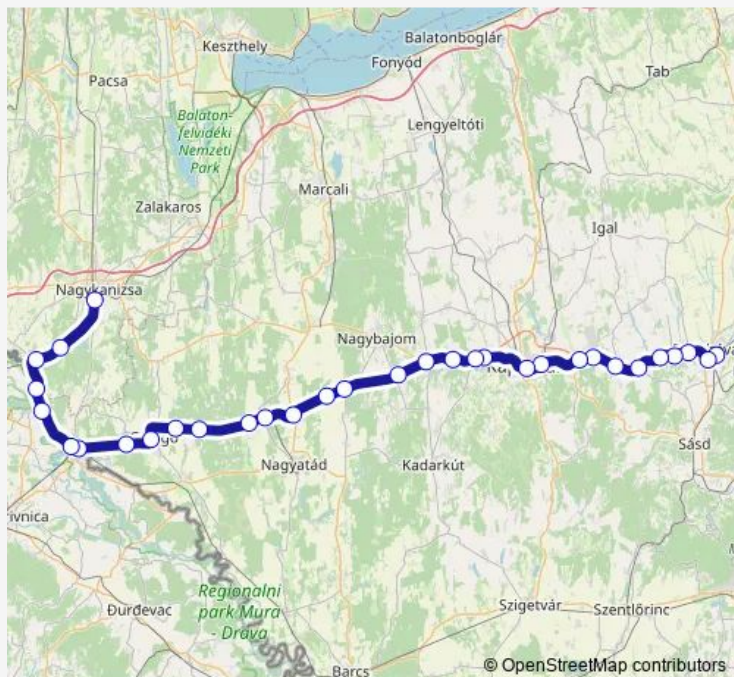 Keszthely
Balatonboglár
Fonyód
Tab
Pacsa
Balaton-
felvidéki
Nemzeti
Park
Lengyeltóti
Marcali
Zalakaros
Igal
Nagykanizsa
Nagybajom
Sásd
Nagyatád
Kadarkút
Regionalni
park Mura
- Drava
Đurđevac
Szigetvár
Szentlőrinc
Barcs
© OpenStreetMap contributors